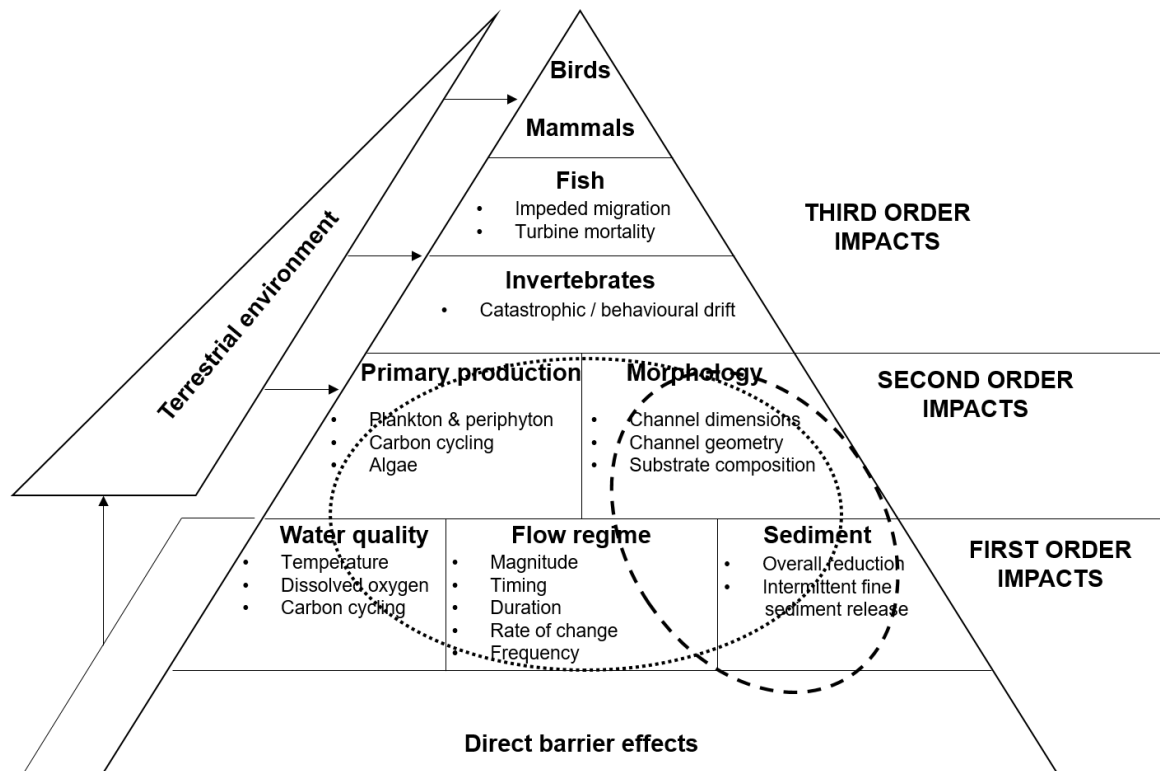 Birds
Mammals
Fish
• Impeded migration
• Turbine mortality
THIRD ORDER
IMPACTS
Terrestrial environment
Invertebrates
• Catastrophic / behavioural drift
Primary production
• Plankton & periphyton
• Carbon cycling
• Algae
Morphology
• Channel dimensions
• Channel geometry
• Substrate composition
SECOND ORDER
IMPACTS
Water quality
• Temperature
• Dissolved oxygen
• Carbon cycling
Flow regime
• Magnitude
• Timing
• Duration
• Rate of change
• Frequency
Sediment
• Overall reduction
• Intermittent fine
sediment release
FIRST ORDER
IMPACTS
Direct barrier effects